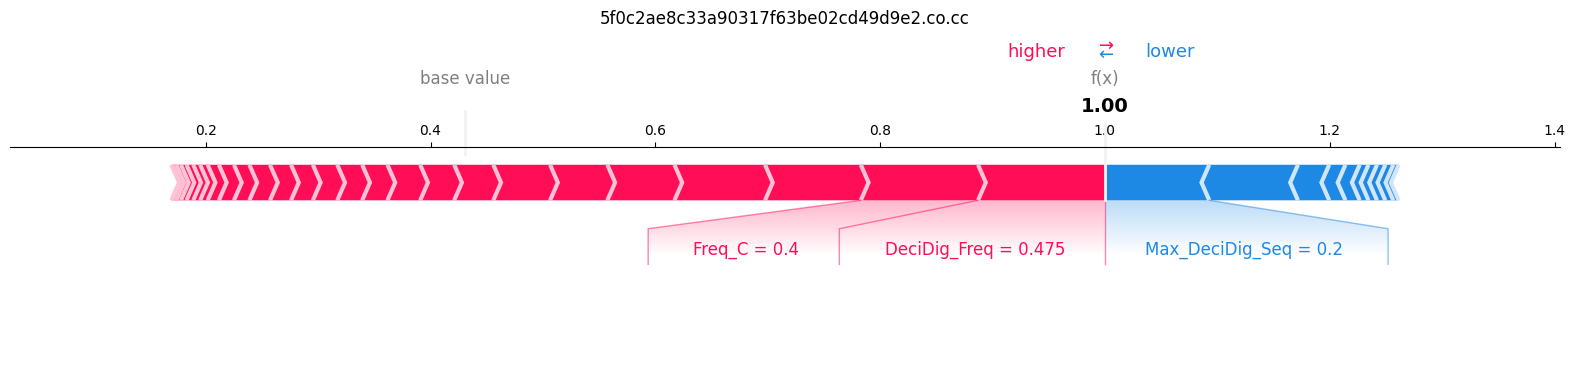 5f0c2ae8c33a90317f63be02cd49d9e2.co.cc
higher ⇄ lower
base value f(x)
1.00
0.2 0.4 0.6 0.8 1.0 1.2 1.4
Freq_C = 0.4 DeciDig_Freq = 0.475 Max_DeciDig_Seq = 0.2